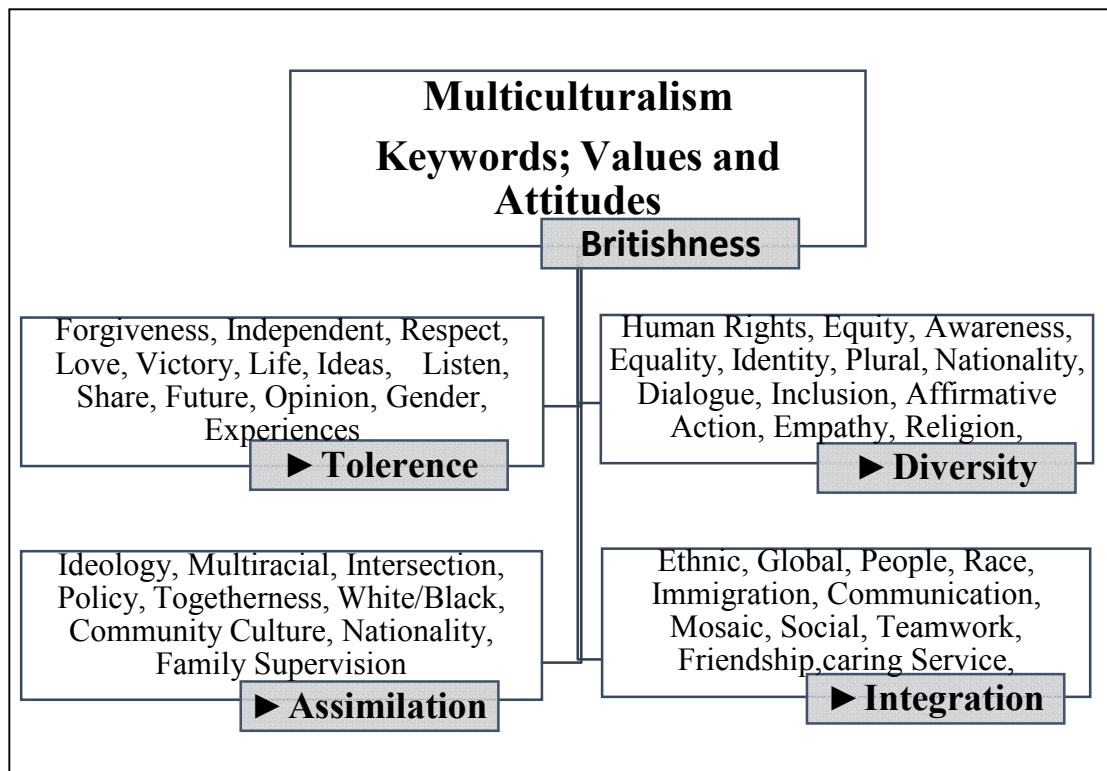 Multiculturalism
Keywords; Values and
Attitudes
Britishness
Forgiveness, Independent, Respect,
Love, Victory, Life, Ideas, Listen,
Share, Future, Opinion, Gender,
Experiences
► Tolerence
Human Rights, Equity, Awareness,
Equality, Identity, Plural, Nationality,
Dialogue, Inclusion, Affirmative
Action, Empathy, Religion,
► Diversity
Ideology, Multiracial, Intersection,
Policy, Togetherness, White/Black,
Community Culture, Nationality,
Family Supervision
► Assimilation
Ethnic, Global, People, Race,
Immigration, Communication,
Mosaic, Social, Teamwork,
Friendship,caring Service,
► Integration